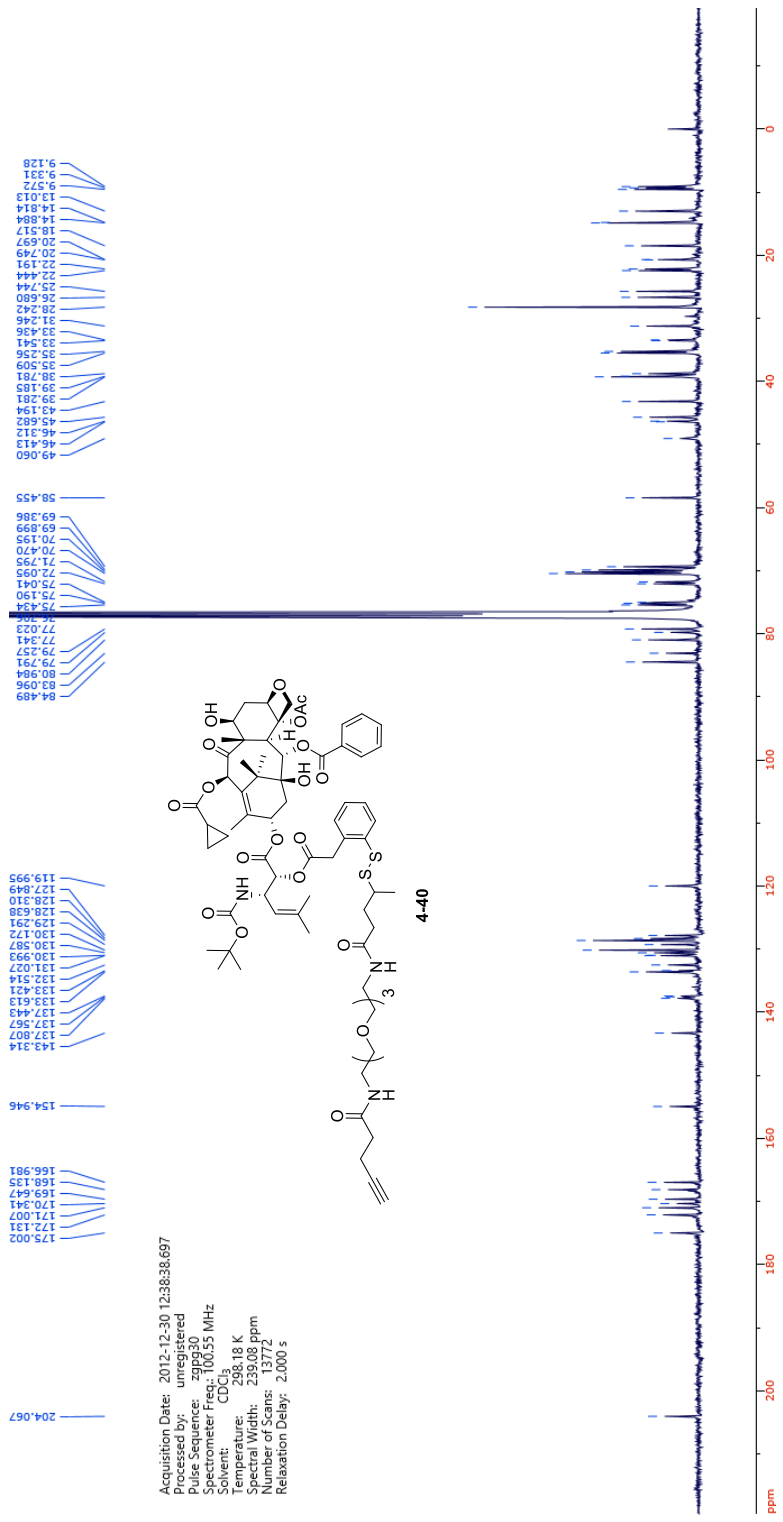 9.128
9.331
9.572
13.013
14.814
14.884
18.517
20.697
20.749
22.191
22.444
25.744
26.680
28.242
31.246
33.436
33.541
35.256
35.509
38.781
39.185
39.281
43.194
45.682
46.312
46.413
49.060
58.455
69.386
69.899
70.195
70.470
71.795
72.095
75.041
75.190
75.434
76.706
77.023
77.341
79.257
79.791
80.984
83.096
84.489
119.995
127.849
128.310
128.638
129.291
130.172
130.587
130.993
131.027
132.514
133.421
133.613
137.443
137.567
137.807
143.314
154.946
166.981
168.135
169.647
170.341
171.007
172.131
175.002
204.067
O
OH
O
O
O
H
OAc
O
O
OH
O
O
O
NH
O
O
O
S
S
O
N
H
3
O
N
H
O
4-40
Acquisition Date: 2012-12-30 12:38:38.697
Processed by: unregistered
Pulse Sequence: zgpg30
Spectrometer Freq.: 100.55 MHz
Solvent: CDCl3
Temperature: 298.18 K
Spectral Width: 239.08 ppm
Number of Scans: 13772
Relaxation Delay: 2.000 s
0
20
40
60
80
100
120
140
160
180
200
ppm